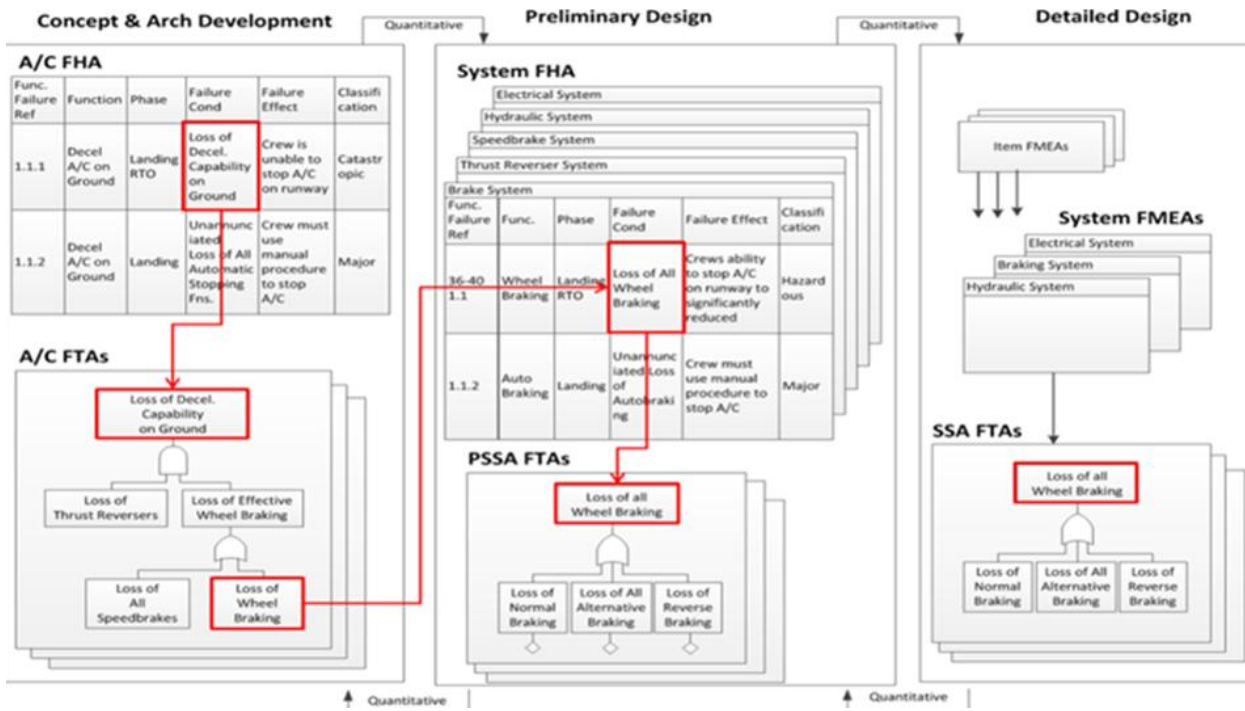 Concept & Arch Development
Quantitative
Preliminary Design
Quantitative
Detailed Design
A/C FHA
Func.
Failure
Ref
Function
Phase
Failure
Cond
Failure
Effect
Classifi
cation
1.1.1
Decel
A/C on
Ground
Landing
RTO
Loss of
Decel.
Capability
on
Ground
Crew is
unable to
stop A/C
on runway
Catastr
opic
1.1.2
Decel
A/C on
Ground
Landing
Unannunc
iated
Loss of All
Automatic
Stopping
Fns.
Crew must
use
manual
procedure
to stop
A/C
Major
A/C FTAs
Loss of Decel.
Capability
on Ground
Loss of
Thrust Reversers
Loss of Effective
Wheel Braking
Loss of
All
Speedbrakes
Loss of
Wheel
Braking
System FHA
Electrical System
Hydraulic System
Speedbrake System
Thrust Reverser System
Brake System
Func.
Failure
Ref
Func.
Phase
Failure
Cond
Failure Effect
Classifi
cation
36-40
1.1
Wheel
Braking
Landing
RTO
Loss of All
Wheel
Braking
Crews ability
to stop A/C
on runway to
significantly
reduced
Hazard
ous
1.1.2
Auto
Braking
Landing
Unannunc
iated Loss
of
Autobraki
ng
Crew must
use manual
procedure to
stop A/C
Major
PSSA FTAs
Loss of all
Wheel Braking
Loss of
Normal
Braking
Loss of All
Alternative
Braking
Loss of
Reverse
Braking
Item FMEAs
System FMEAs
Electrical System
Braking System
Hydraulic System
SSA FTAs
Loss of all
Wheel Braking
Loss of
Normal
Braking
Loss of All
Alternative
Braking
Loss of
Reverse
Braking
Quantitative
Quantitative